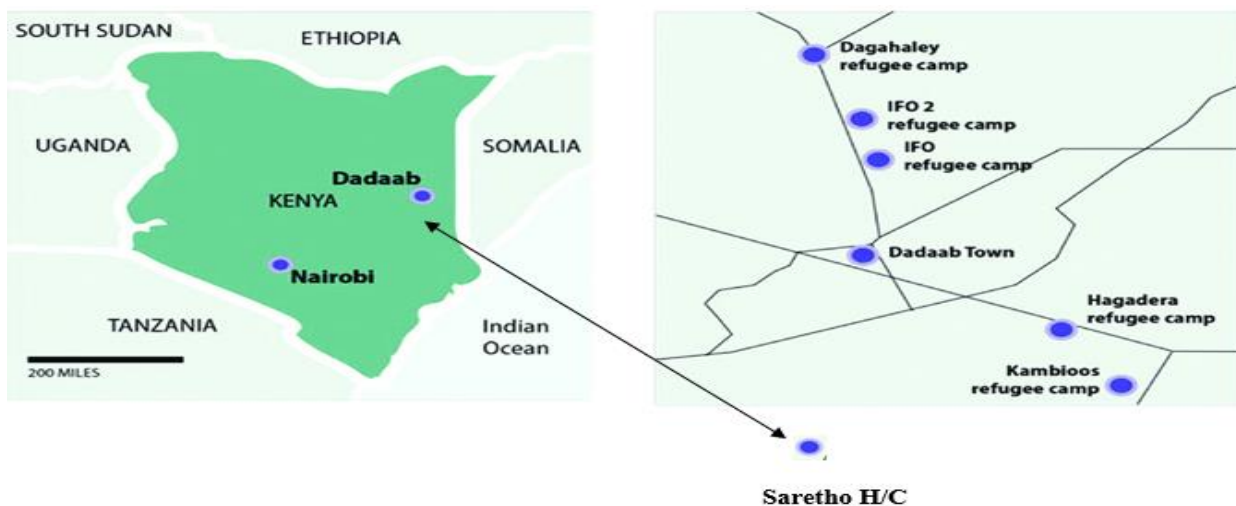 SOUTH SUDAN
ETHIOPIA
UGANDA
SOMALIA
Dadaab
KENYA
Nairobi
TANZANIA
Indian
Ocean
200 MILES
Dagahaley
refugee camp
IFO 2
refugee camp
IFO
refugee camp
Dadaab Town
Hagadera
refugee camp
Kambioos
refugee camp
Saretho H/C